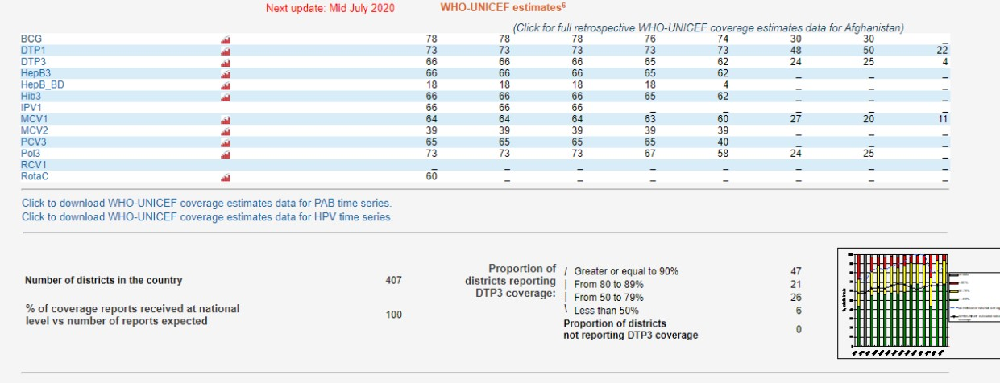 Next update: Mid July 2020 WHO-UNICEF estimates6
(Click for full retrospective WHO-UNICEF coverage estimates data for Afghanistan)
BCG 78 78 78 76 74 30 30 _
DTP1 73 73 73 73 73 48 50 22
DTP3 66 66 66 65 62 24 25 4
HepB3 66 66 66 65 62 _ _ _
HepB_BD 18 18 18 18 4 _ _ _
Hib3 66 66 66 65 62 _ _ _
IPV1 66 66 66 _ _ _ _ _
MCV1 64 64 64 63 60 27 20 11
MCV2 39 39 39 39 39 _ _ _
PCV3 65 65 65 65 40 _ _ _
Pol3 73 73 73 67 58 24 25 _
RCV1 _ _ _ _ _ _ _ _
RotaC 60 _ _ _ _ _ _ _
Click to download WHO-UNICEF coverage estimates data for PAB time series.
Click to download WHO-UNICEF coverage estimates data for HPV time series.
Number of districts in the country 407
% of coverage reports received at national
level vs number of reports expected 100
Proportion of
districts reporting
DTP3 coverage:
/ Greater or equal to 90% 47
| From 80 to 89% 21
| From 50 to 79% 26
\ Less than 50% 6
Proportion of districts
not reporting DTP3 coverage 0